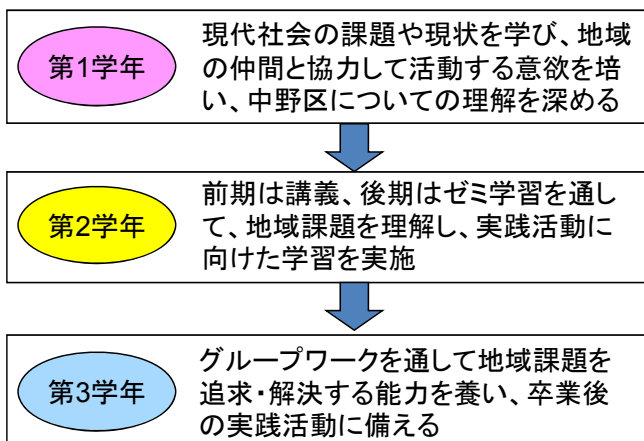 第1学年
現代社会の課題や現状を学び、地域
の仲間と協力して活動する意欲を培
い、中野区についての理解を深める
第2学年
前期は講義、後期はゼミ学習を通し
て、地域課題を理解し、実践活動に
向けた学習を実施
第3学年
グループワークを通して地域課題を
追求・解決する能力を養い、卒業後
の実践活動に備える